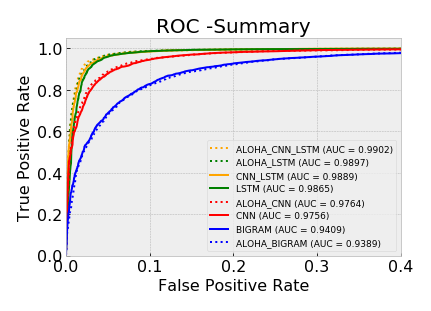 ROC -Summary
True Positive Rate
1.0
0.8
0.6
0.4
0.2
0.0
ALOHA_CNN_LSTM (AUC = 0.9902)
ALOHA_LSTM (AUC = 0.9897)
CNN_LSTM (AUC = 0.9889)
LSTM (AUC = 0.9865)
ALOHA_CNN (AUC = 0.9764)
CNN (AUC = 0.9756)
BIGRAM (AUC = 0.9409)
ALOHA_BIGRAM (AUC = 0.9389)
0.0 0.1 0.2 0.3 0.4
False Positive Rate